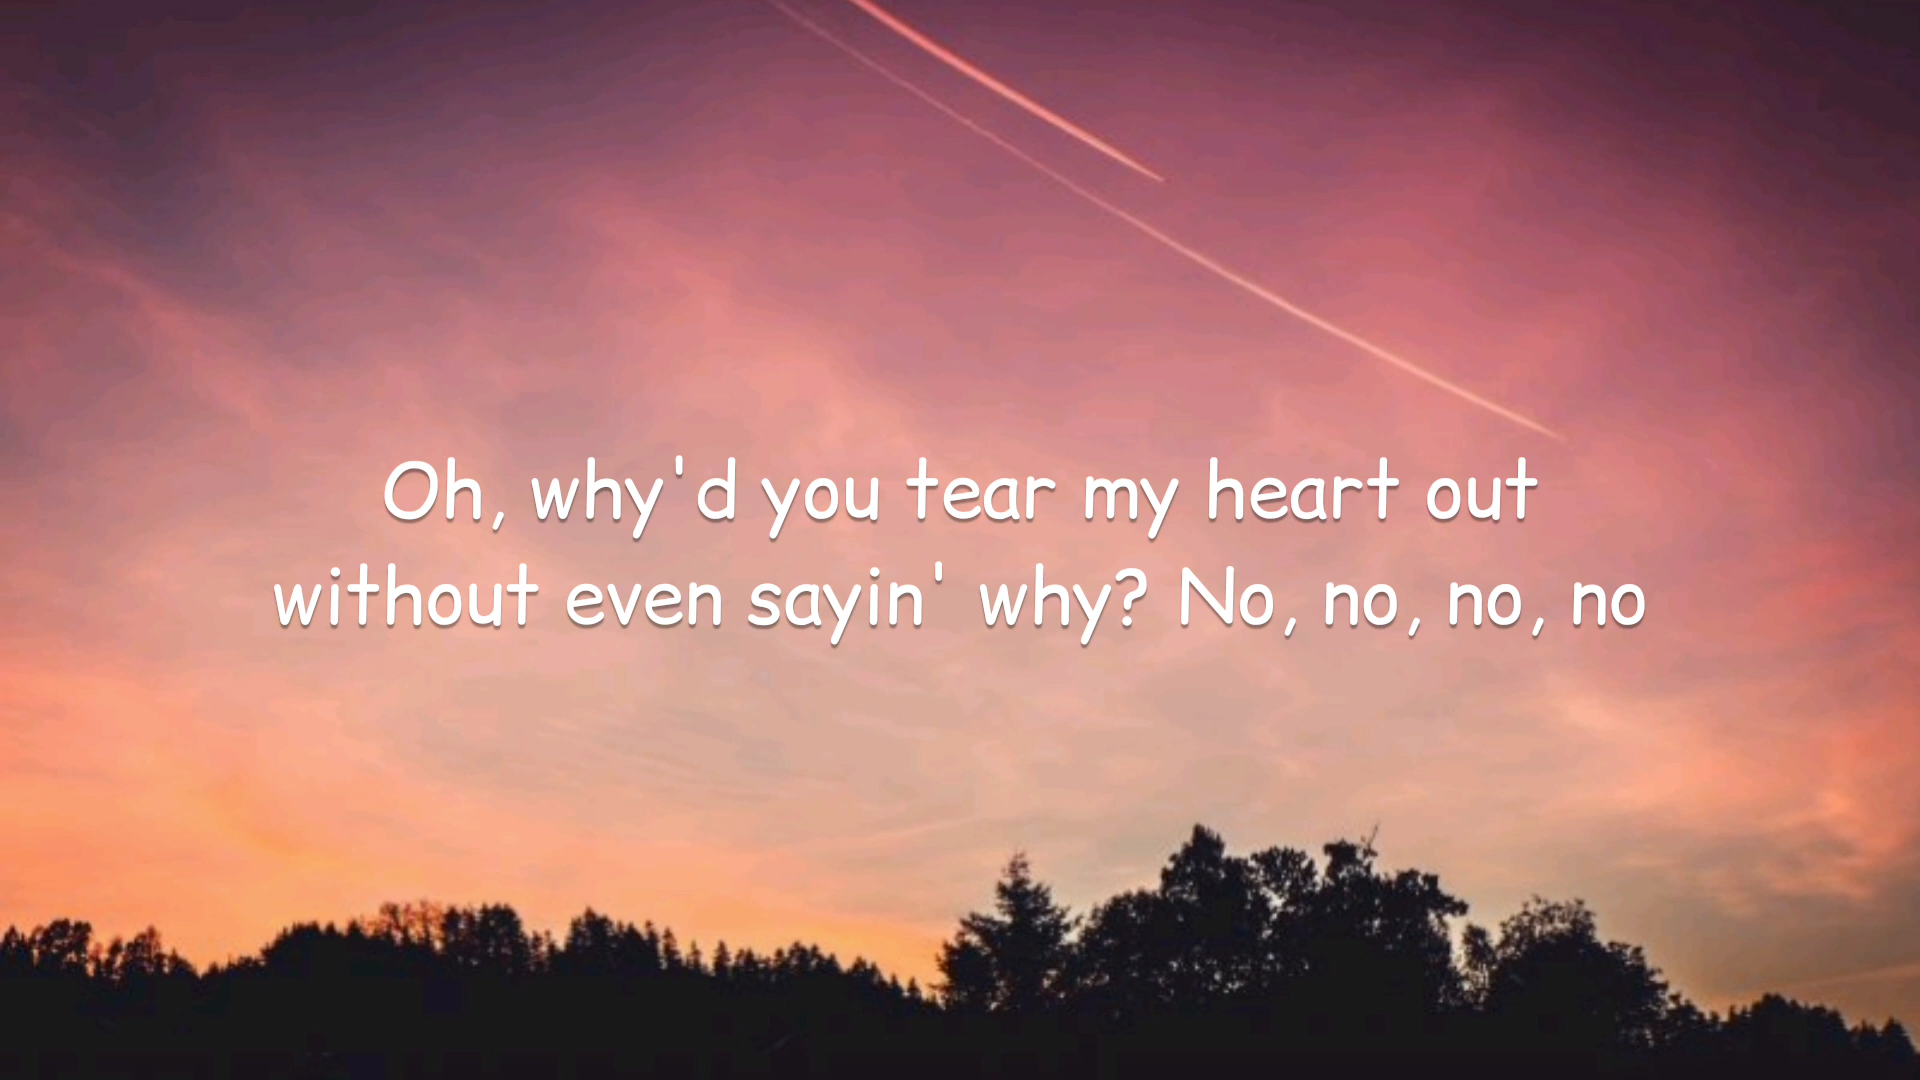 Oh, why'd you tear my heart out
without even sayin' why? No, no, no, no